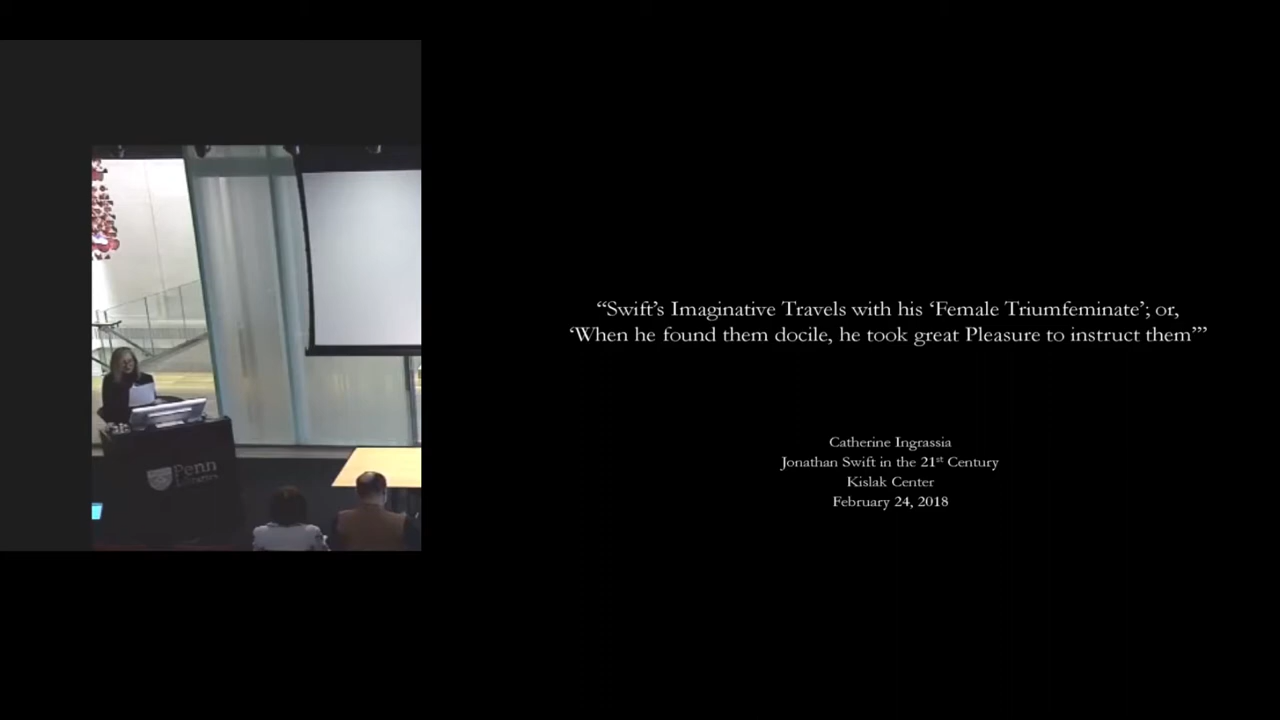 “Swift’s Imaginative Travels with his ‘Female Triumfeminate’; or,
‘When he found them docile, he took great Pleasure to instruct them’”
Catherine Ingrassia
Jonathan Swift in the 21st Century
Kislak Center
February 24, 2018
Penn
Libraries